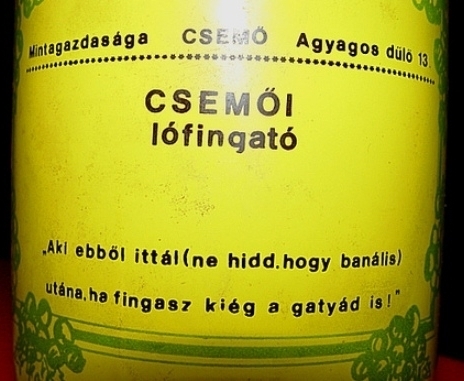 Mintagazdasága CSEMŐ Agyagos dülő 13.
CSEMŐI
lófingató
„Aki ebből ittál(ne hidd,hogy banális)
utána,ha fingasz kiég a gatyád is!"